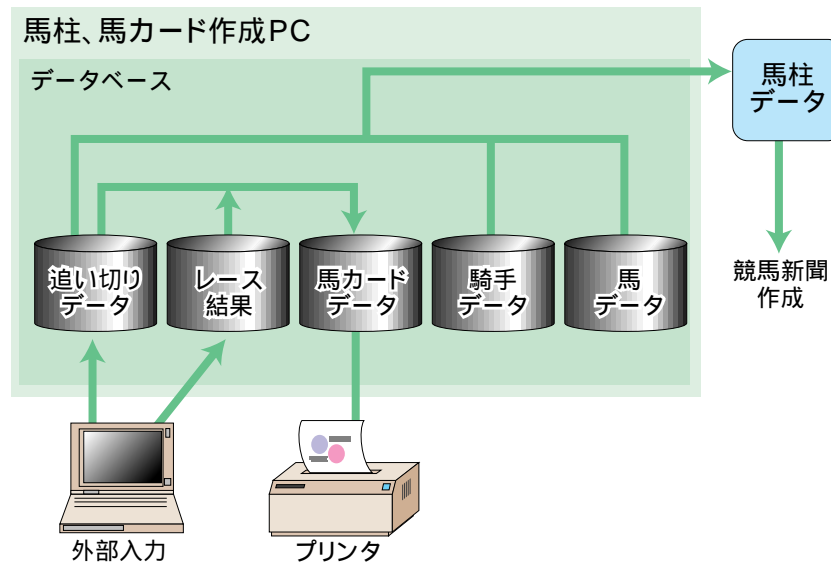 馬柱、馬カード作成PC
データベース
馬柱
データ
追い切り
データ
レース
結果
馬カード
データ
騎手
データ
馬
データ
競馬新聞
作成
外部入力
プリンタ